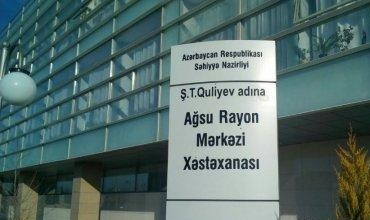 Azərbaycan Respublikası
Səhiyyə Nazirliyi
Ş.T.Quliyev adına
Ağsu Rayon
Mərkəzi
Xəstəxanası